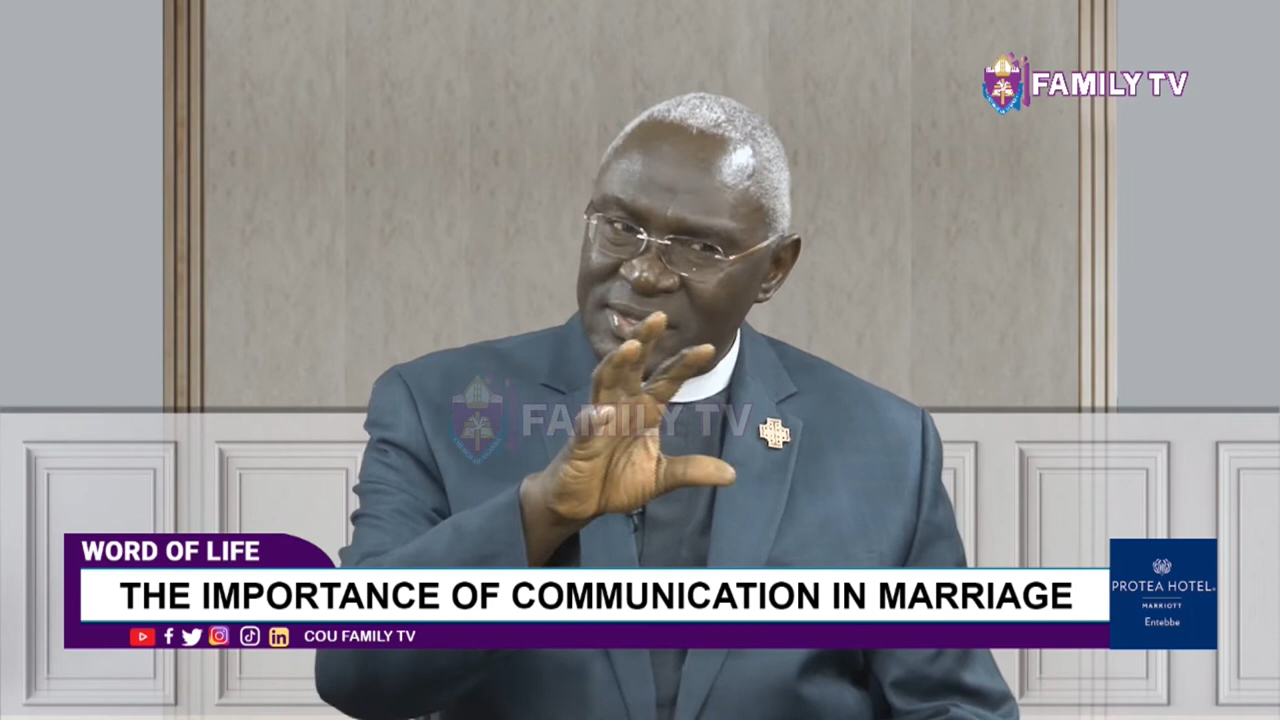 FAMILY TV
FAMILY TV
WORD OF LIFE
THE IMPORTANCE OF COMMUNICATION IN MARRIAGE
PROTEA HOTEL
MARRIOTT
Entebbe
COU FAMILY TV